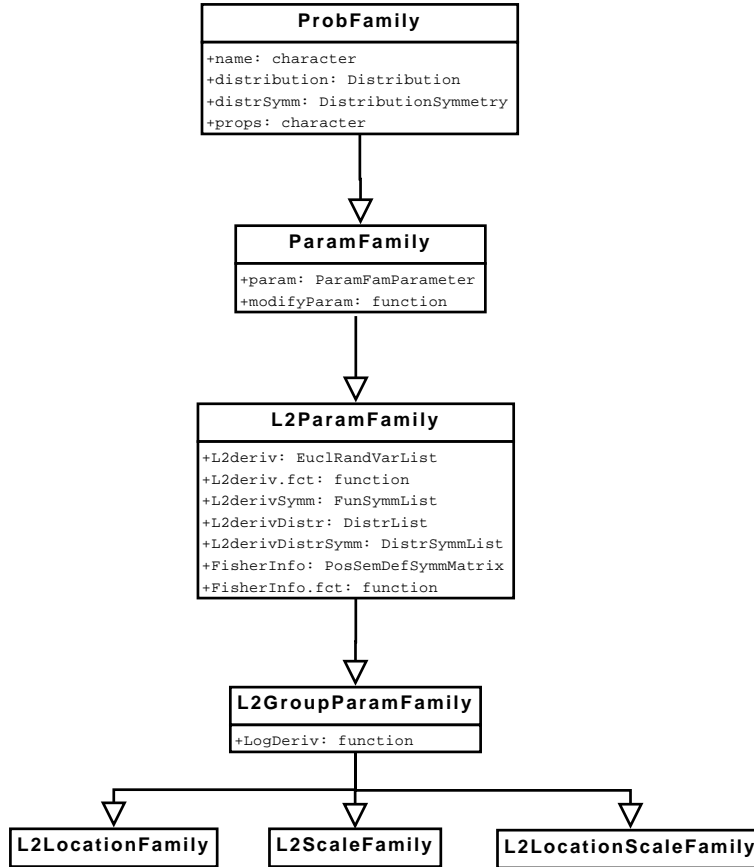 ProbFamily
+name: character
+distribution: Distribution
+distrSymm: DistributionSymmetry
+props: character
ParamFamily
+param: ParamFamParameter
+modifyParam: function
L2ParamFamily
+L2deriv: EuclRandVarList
+L2deriv.fct: function
+L2derivSymm: FunSymmList
+L2derivDistr: DistrList
+L2derivDistrSymm: DistrSymmList
+FisherInfo: PosSemDefSymmMatrix
+FisherInfo.fct: function
L2GroupParamFamily
+LogDeriv: function
L2LocationFamily
L2ScaleFamily
L2LocationScaleFamily